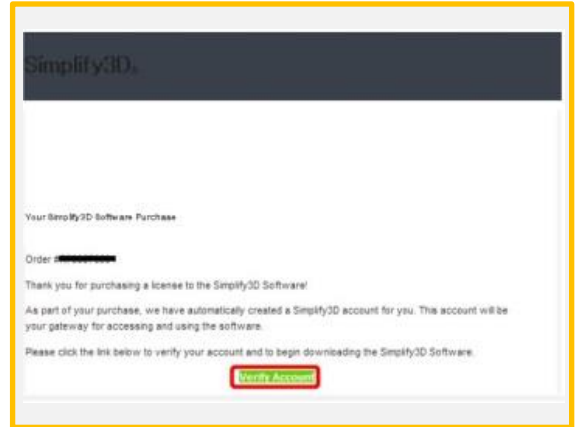 Simplify3D®
Your Simplify3D Software Purchase
Order #
Thank you for purchasing a license to the Simplify3D Software!
As part of your purchase, we have automatically created a Simplify3D account for you. This account will be
your gateway for accessing and using the software.
Please click the link below to verify your account and to begin downloading the Simplify3D Software.
Verify Account